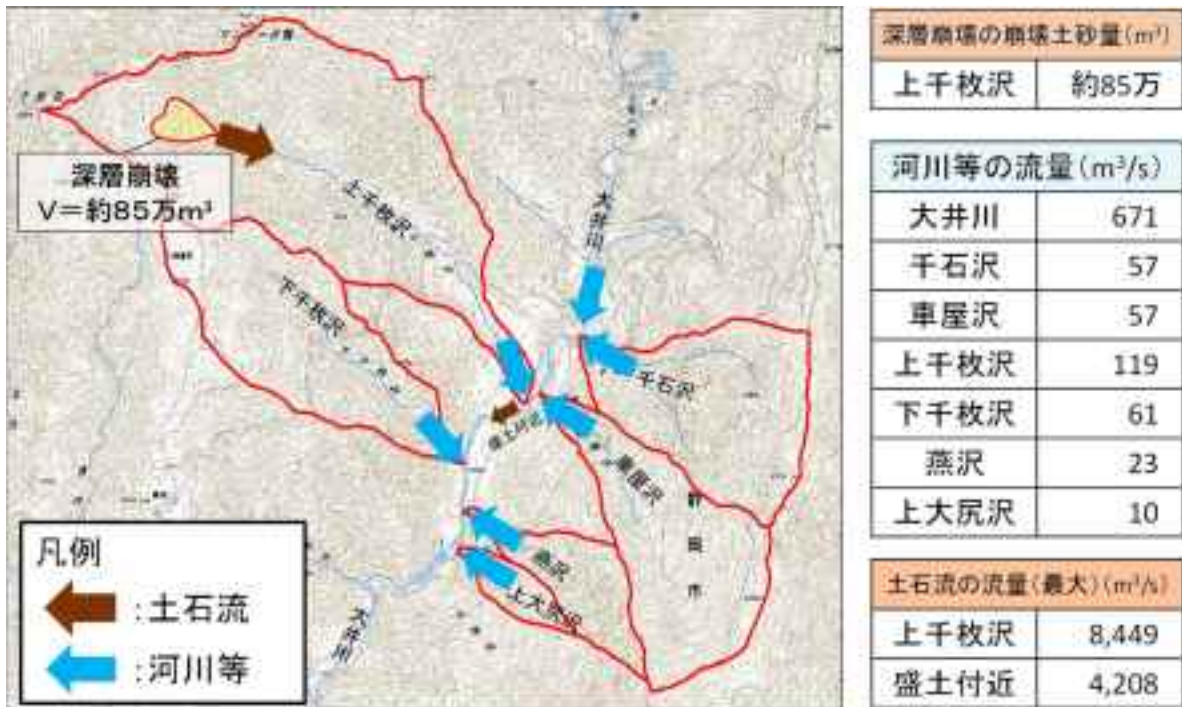 深層崩壊
V=約85万m³
上千枚沢
下千枚沢
大井川
千石沢
車屋沢
盛土付近
燕沢
上大尻沢
大井川
静岡市
凡例
:土石流
:河川等
深層崩壊の崩壊土砂量(m³)
上千枚沢 約85万
河川等の流量(m³/s)
大井川 671
千石沢 57
車屋沢 57
上千枚沢 119
下千枚沢 61
燕沢 23
上大尻沢 10
土石流の流量(最大)(m³/s)
上千枚沢 8,449
盛土付近 4,208